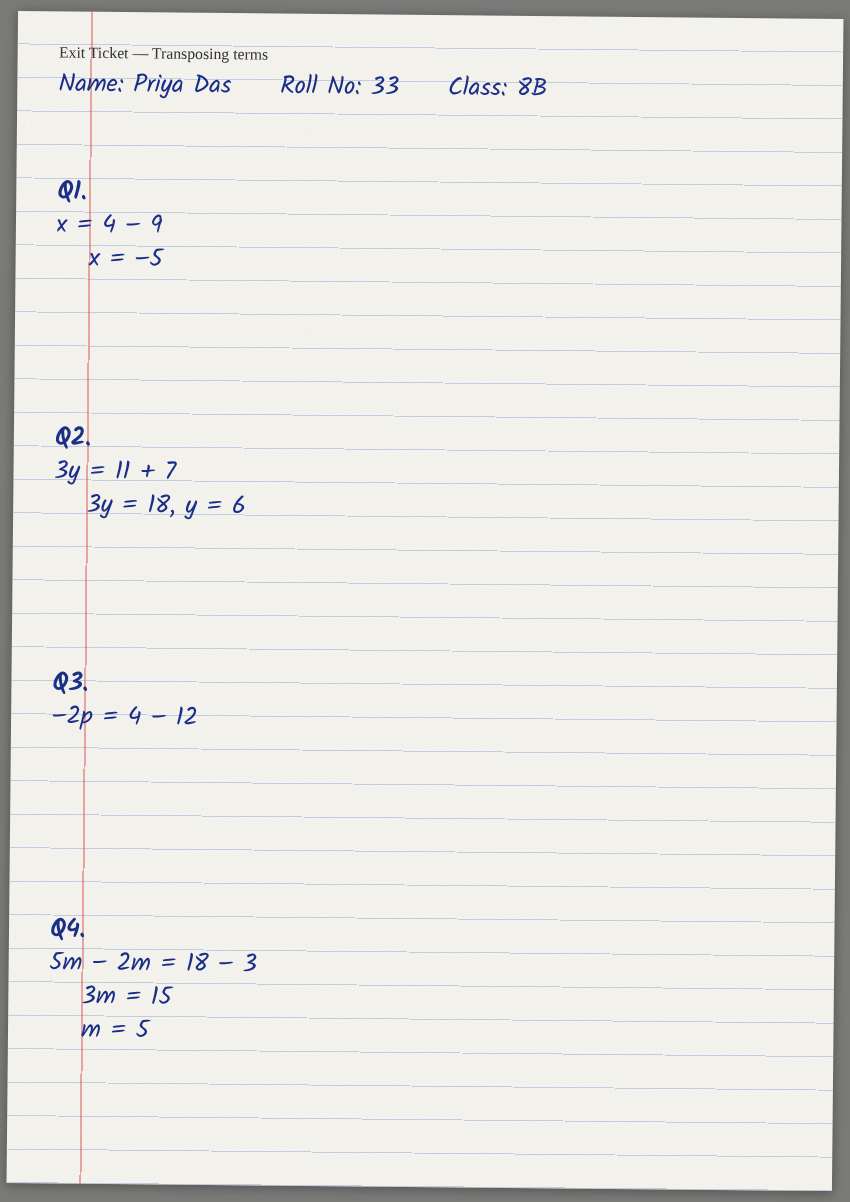 Exit Ticket — Transposing terms
Name: Priya Das Roll No: 33 Class: 8B
Q1.
x = 4 − 9
x = −5
Q2.
3y = 11 + 7
3y = 18, y = 6
Q3.
−2p = 4 − 12
Q4.
5m − 2m = 18 − 3
3m = 15
m = 5